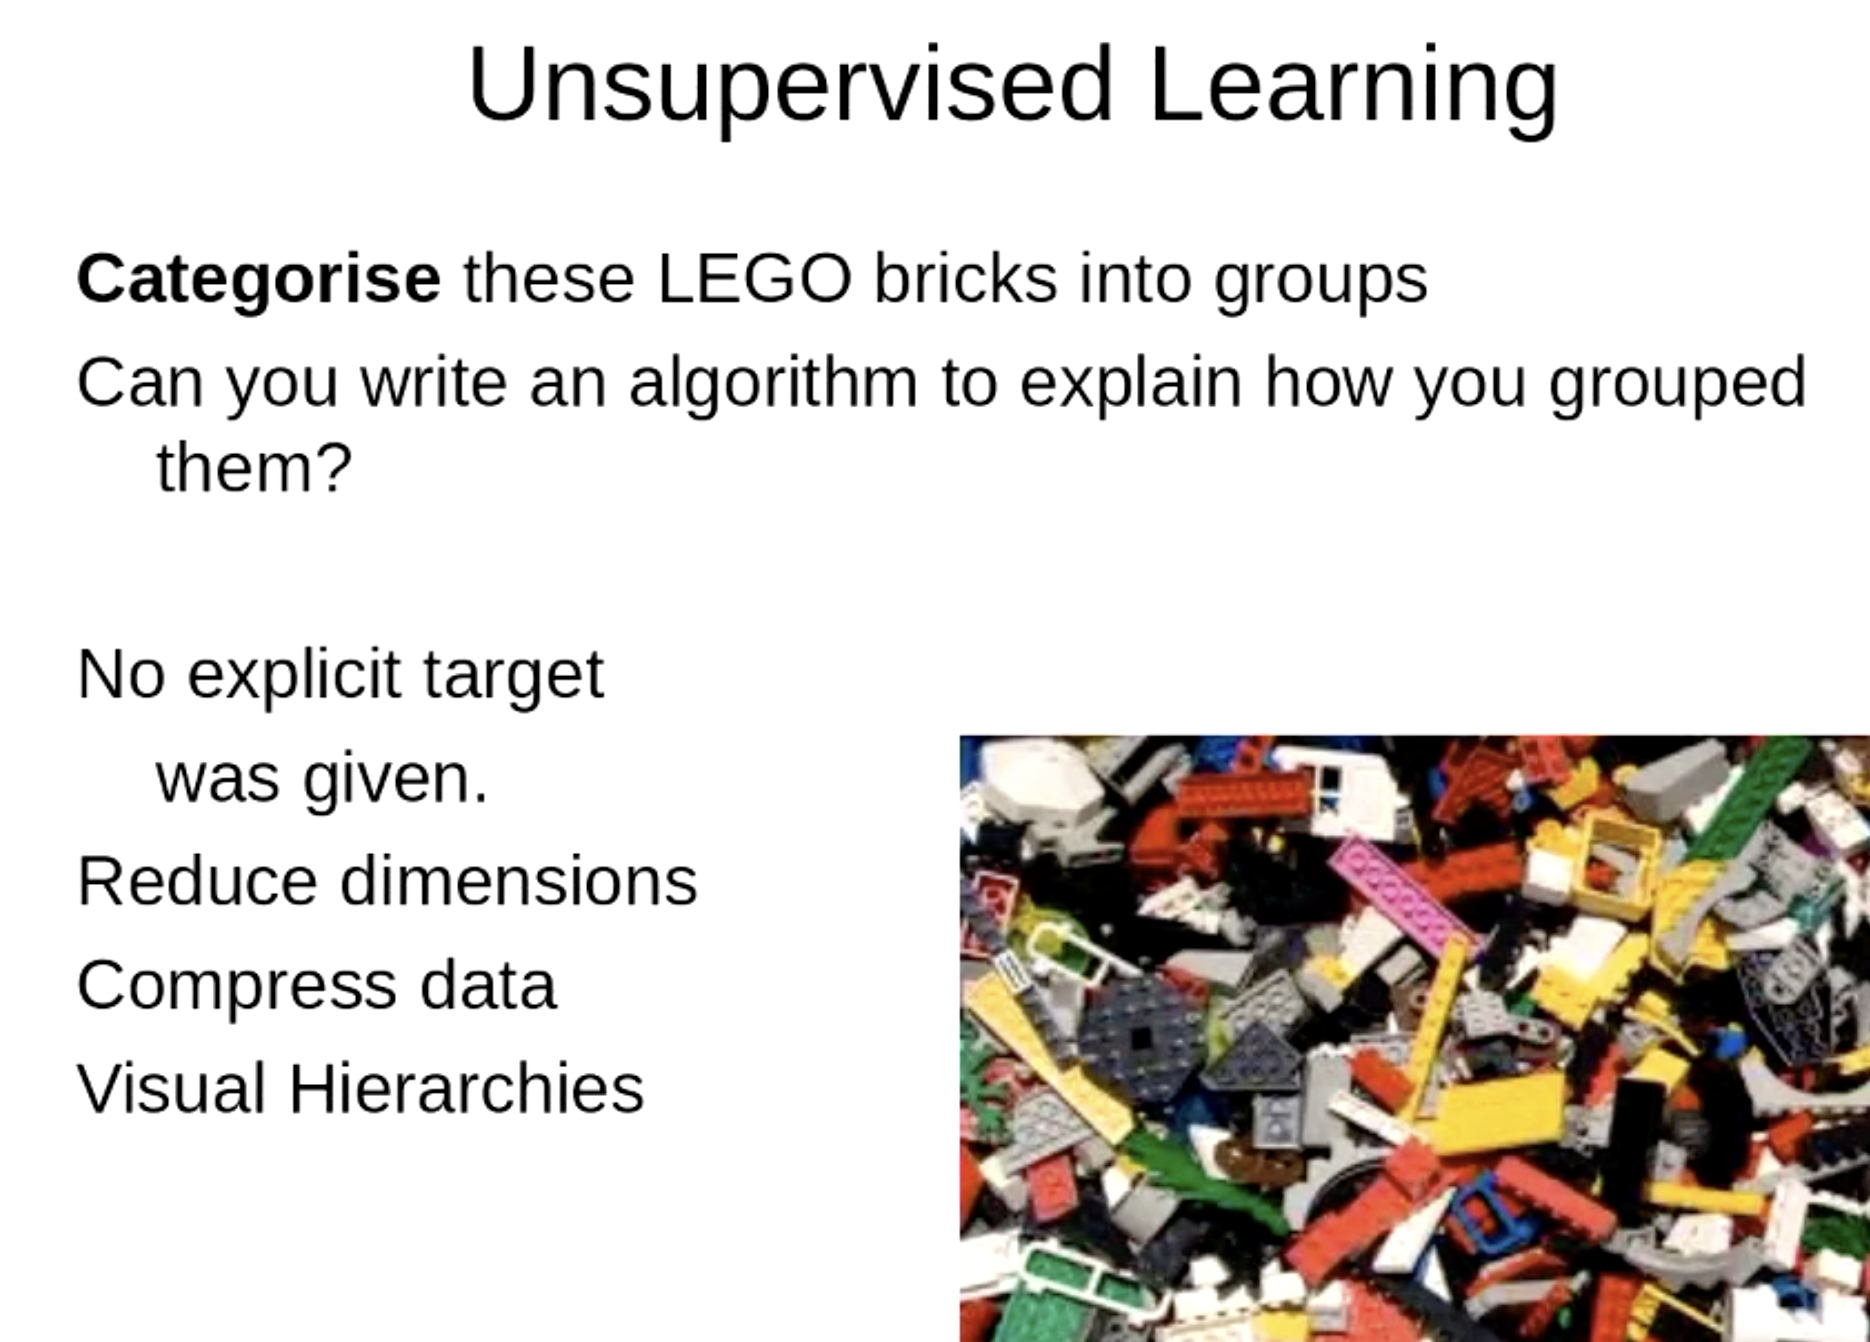 Unsupervised Learning
Categorise these LEGO bricks into groups
Can you write an algorithm to explain how you grouped
them?
No explicit target
was given.
Reduce dimensions
Compress data
Visual Hierarchies